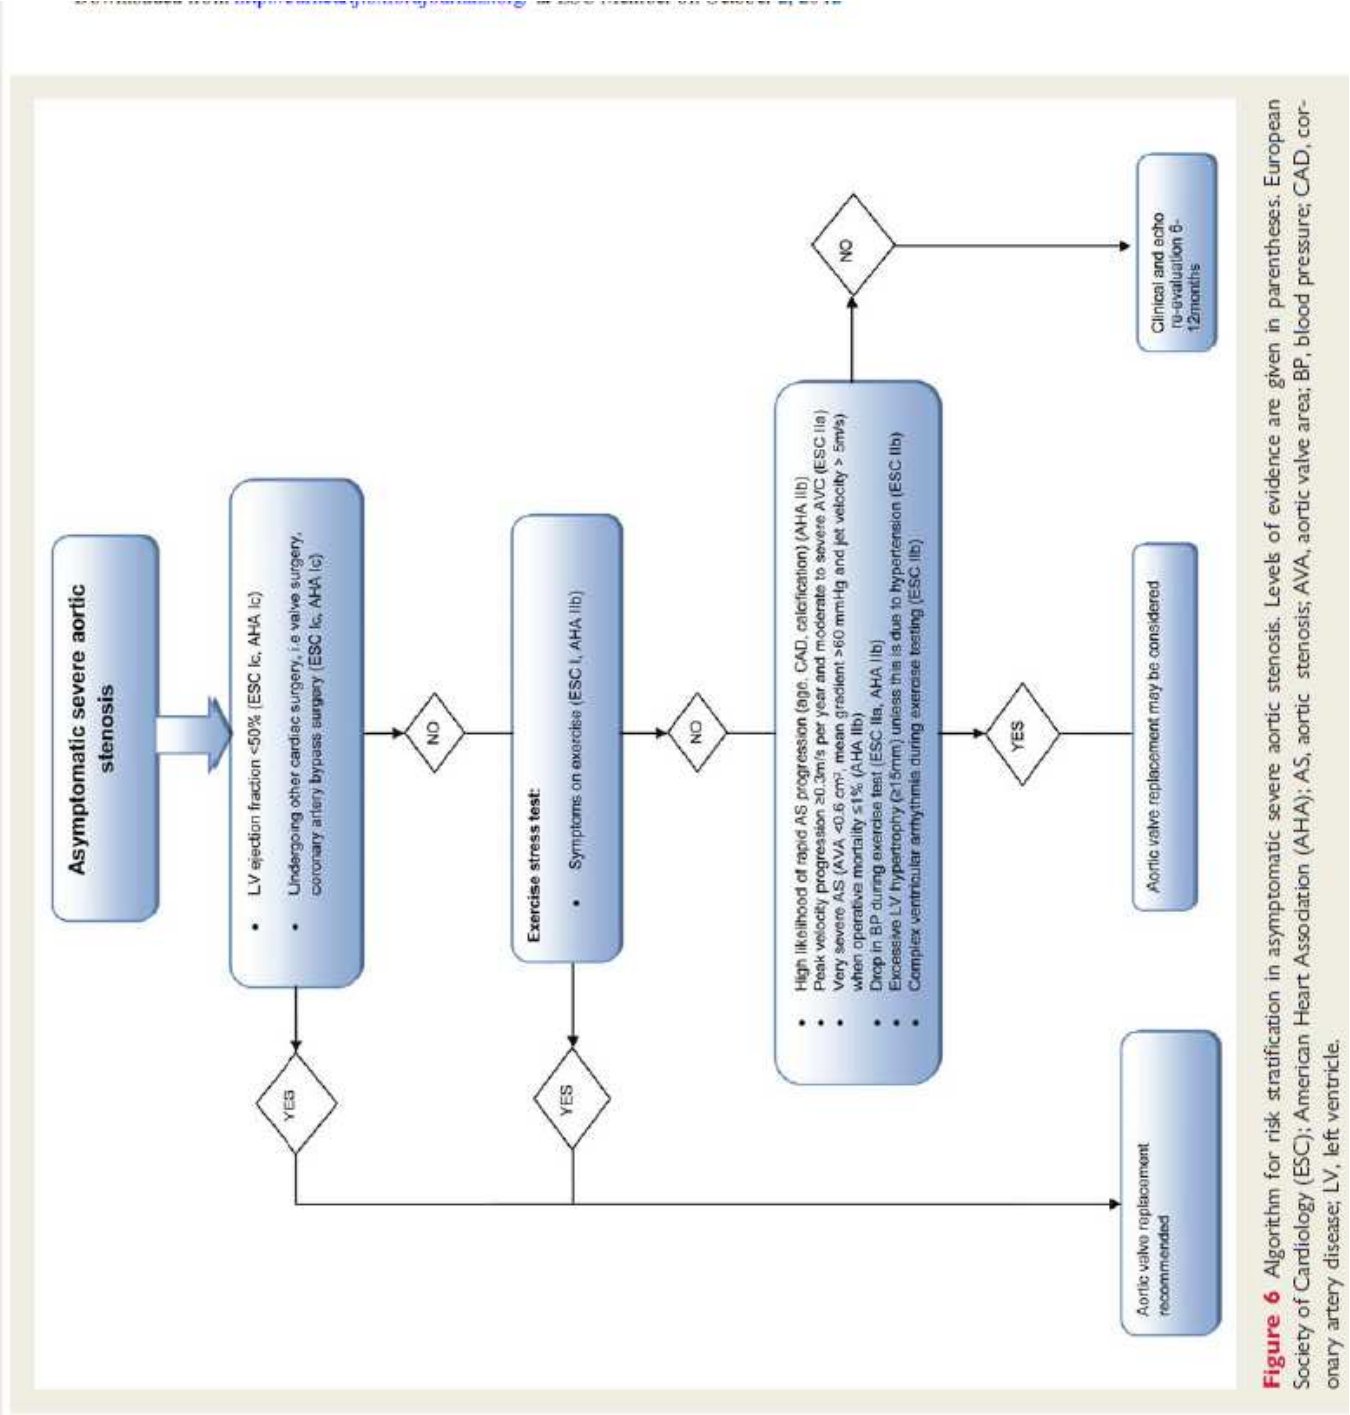 Asymptomatic severe aortic
stenosis
• LV ejection fraction <50% (ESC Ic, AHA Ic)
• Undergoing other cardiac surgery, i.e valve surgery,
coronary artery bypass surgery (ESC Ic, AHA Ic)
YES
NO
Exercise stress test:
• Symptoms on exercise (ESC I, AHA IIb)
YES
NO
• High likelihood of rapid AS progression (age, CAD, calcification) (AHA IIb)
• Peak velocity progression ≥0.3m/s per year and moderate to severe AVC (ESC IIa)
• Very severe AS (AVA <0.6 cm², mean gradient >60 mmHg and jet velocity > 5m/s)
when operative mortality ≤1% (AHA IIb)
• Drop in BP during exercise test (ESC IIa, AHA IIb)
• Excessive LV hypertrophy (≥15mm) unless this is due to hypertension (ESC IIb)
• Complex ventricular arrhythmia during exercise testing (ESC IIb)
NO
YES
Aortic valve replacement
recommended
Aortic valve replacement may be considered
Clinical and echo
re-evaluation 6-
12months
Figure 6 Algorithm for risk stratification in asymptomatic severe aortic stenosis. Levels of evidence are given in parentheses. European
Society of Cardiology (ESC); American Heart Association (AHA); AS, aortic stenosis; AVA, aortic valve area; BP, blood pressure; CAD, cor-
onary artery disease; LV, left ventricle.